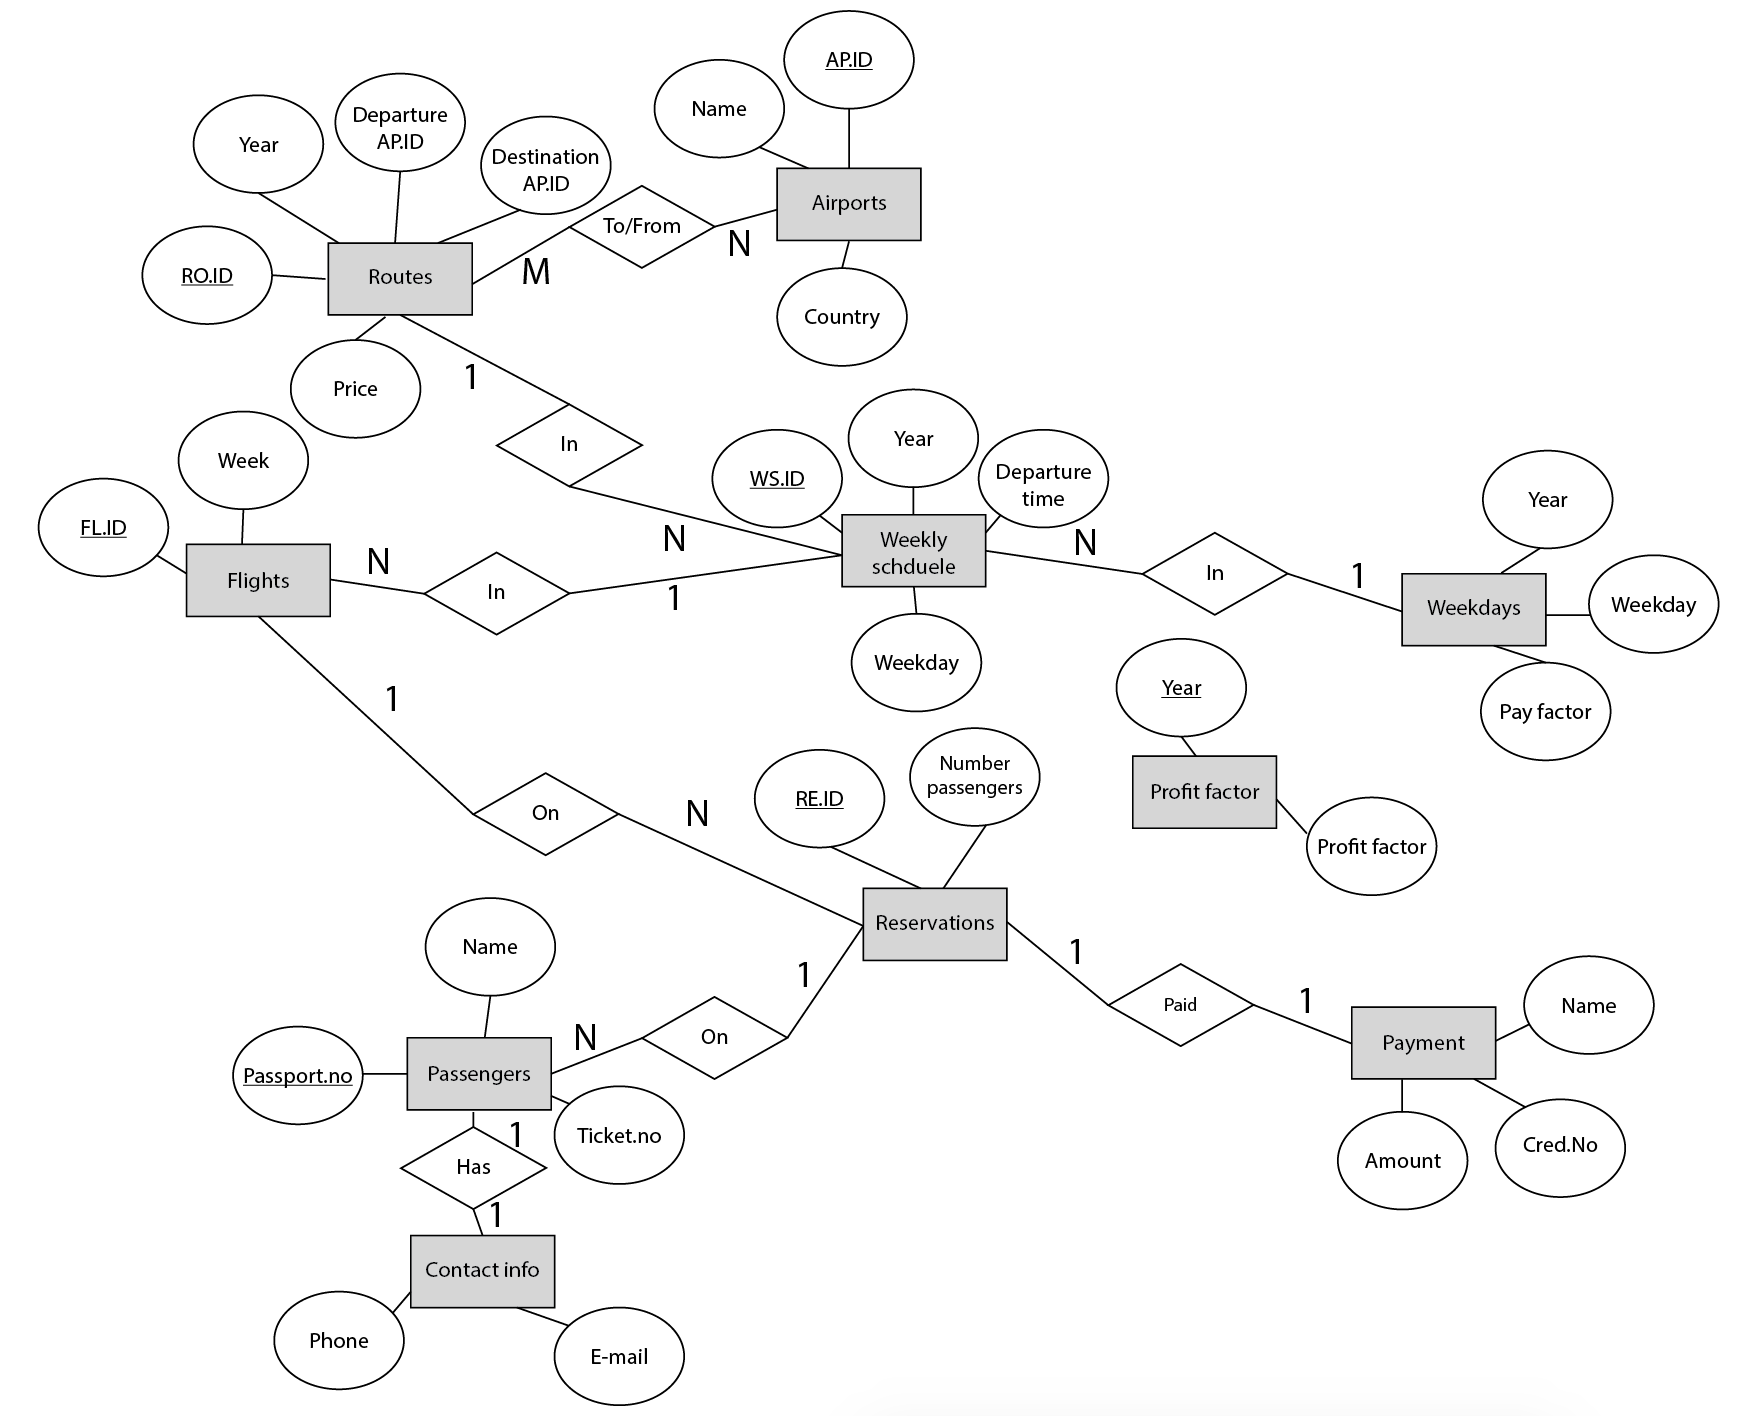 AP.ID
Name
Departure
AP.ID
Year
Destination
AP.ID
Airports
To/From
N
M
Routes
RO.ID
Country
Price
1
In
Week
Year
WS.ID
Departure
time
Year
FL.ID
N
N
Weekly
schduele
N
In
1
Flights
In
1
Weekdays
Weekday
Weekday
Year
Pay factor
1
Number
passengers
RE.ID
Profit factor
On
N
Profit factor
Reservations
Name
1
1
Paid
1
Name
N
On
Payment
Passport.no
Passengers
Ticket.no
1
Amount
Cred.No
Has
1
Contact info
Phone
E-mail